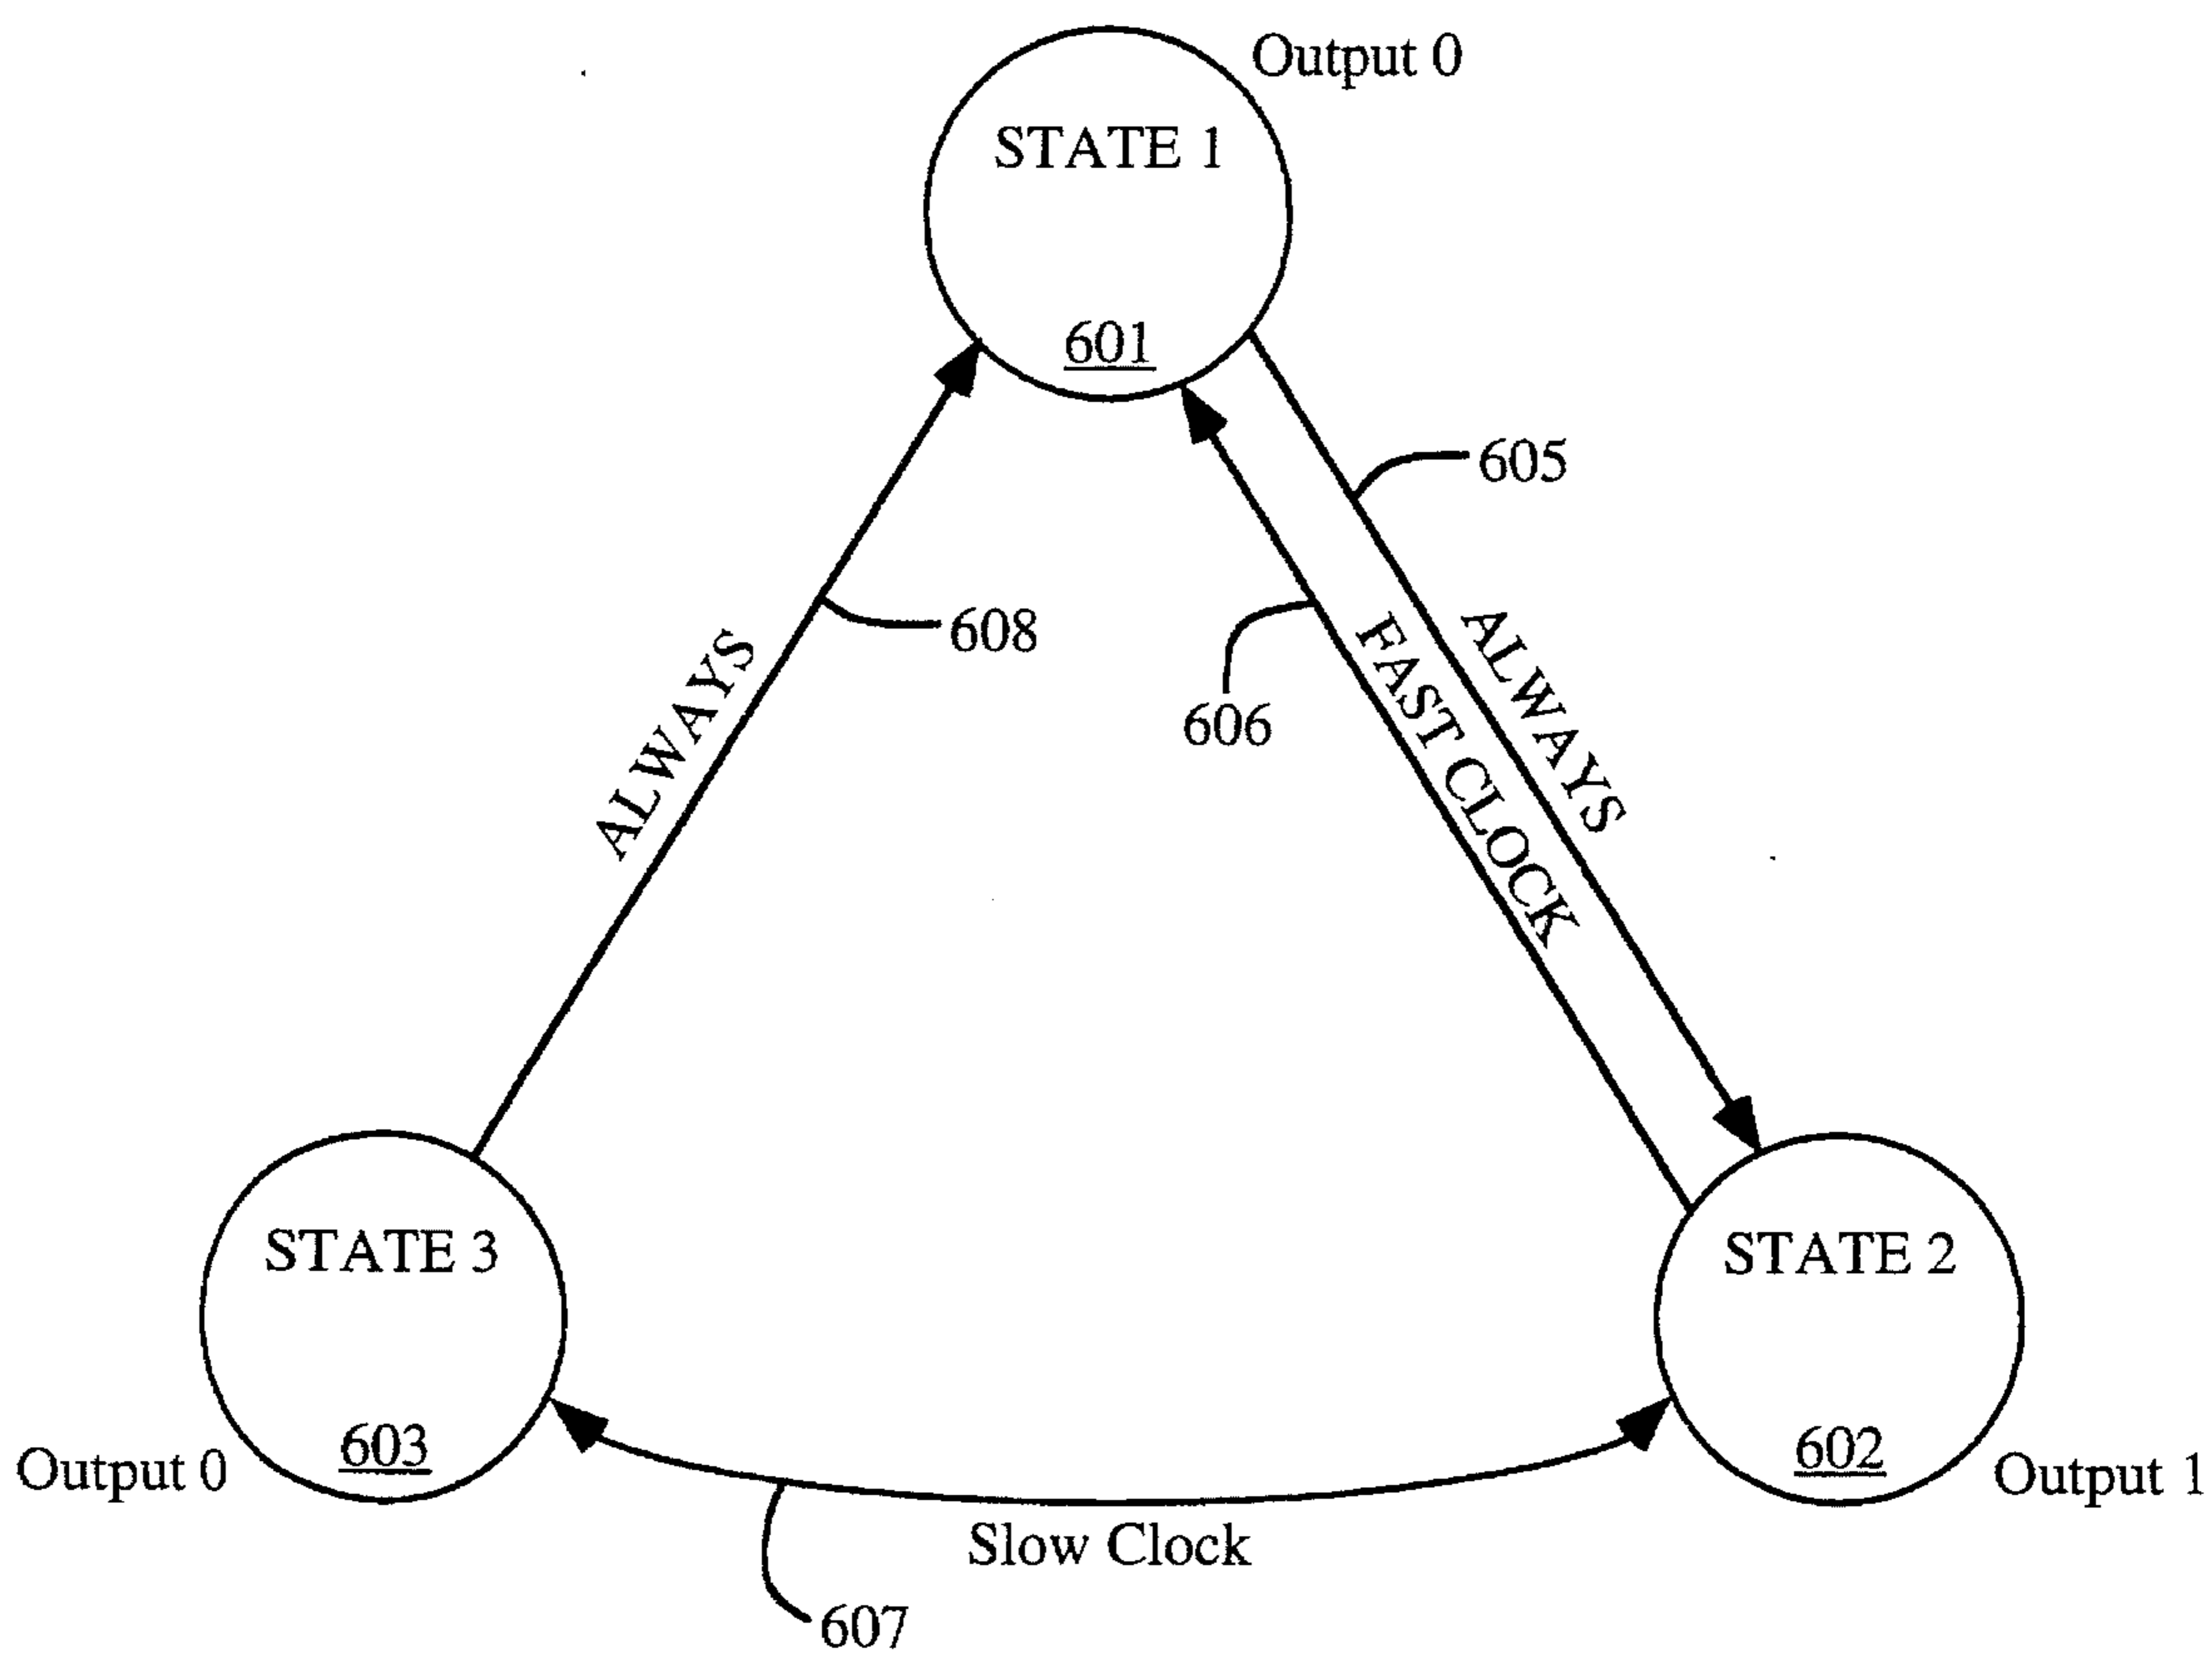 Output 0
STATE 1
601
605
608
606
ALWAYS
FAST CLOCK
ALWAYS
STATE 3
603
Output 0
STATE 2
602
Output 1
Slow Clock
607